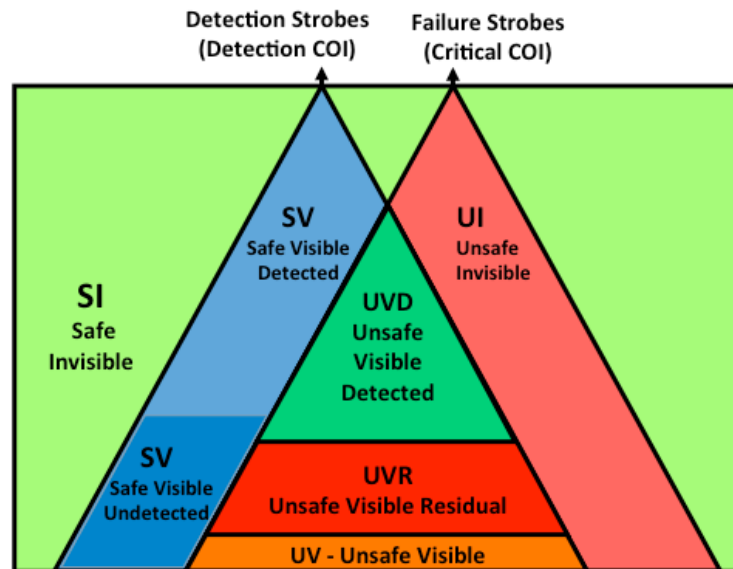 Detection Strobes
(Detection COI)
Failure Strobes
(Critical COI)
SV
Safe Visible
Detected
UI
Unsafe
Invisible
SI
Safe
Invisible
UVD
Unsafe
Visible
Detected
SV
Safe Visible
Undetected
UVR
Unsafe Visible Residual
UV - Unsafe Visible